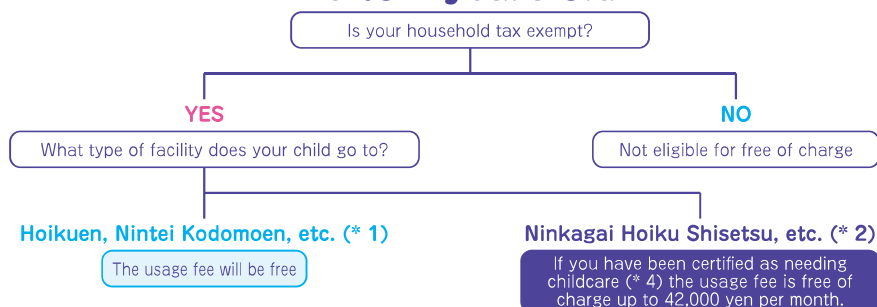 Is your household tax exempt?
YES
NO
What type of facility does your child go to?
Not eligible for free of charge
Hoikuen, Nintei Kodomoen, etc. (* 1)
Ninkagai Hoiku Shisetsu, etc. (* 2)
The usage fee will be free
If you have been certified as needing
childcare (* 4) the usage fee is free of
charge up to 42,000 yen per month.